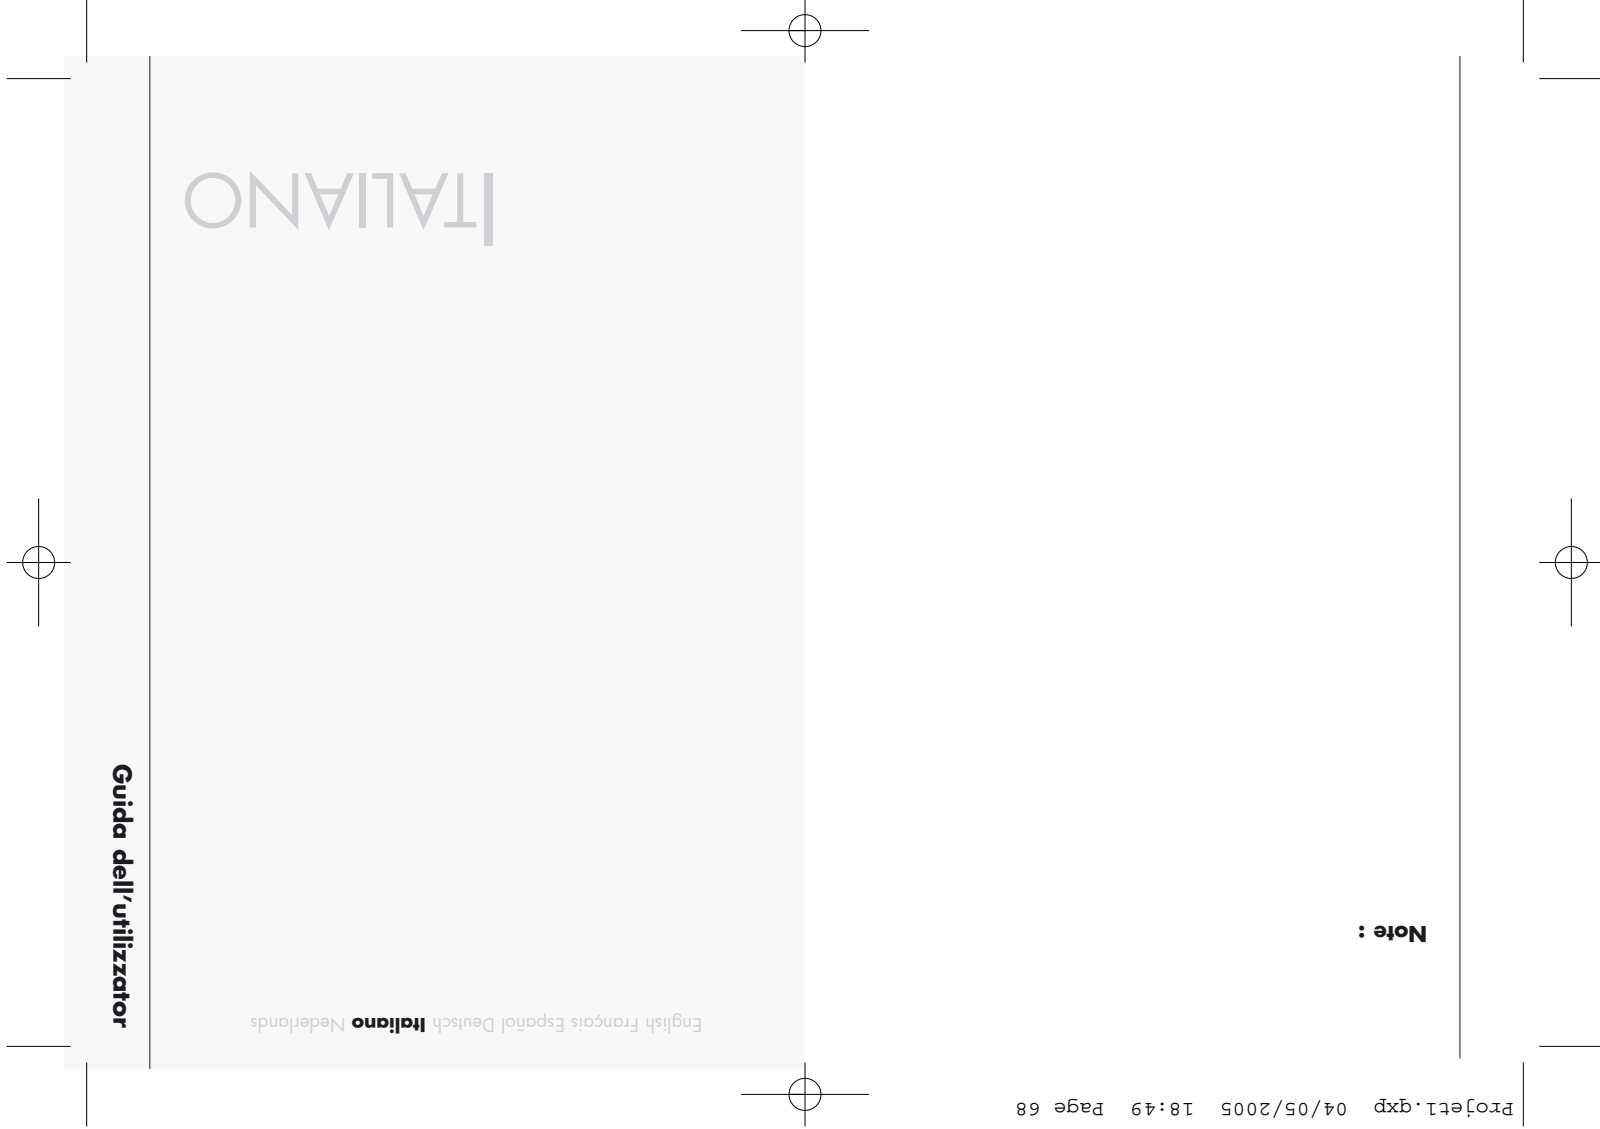 Projet1.qxp 04/05/2005 18:49 Page 68
Note :
English Français Español Deutsch Italiano Nederlands
Guida dell'utilizzator
ITALIANO